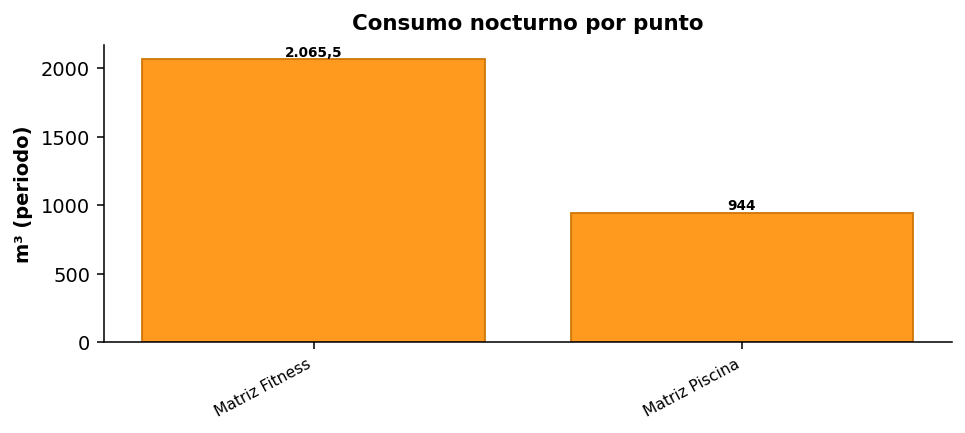 Consumo nocturno por punto
m³ (periodo)
2000
1500
1000
500
0
2.065,5
944
Matriz Fitness
Matriz Piscina